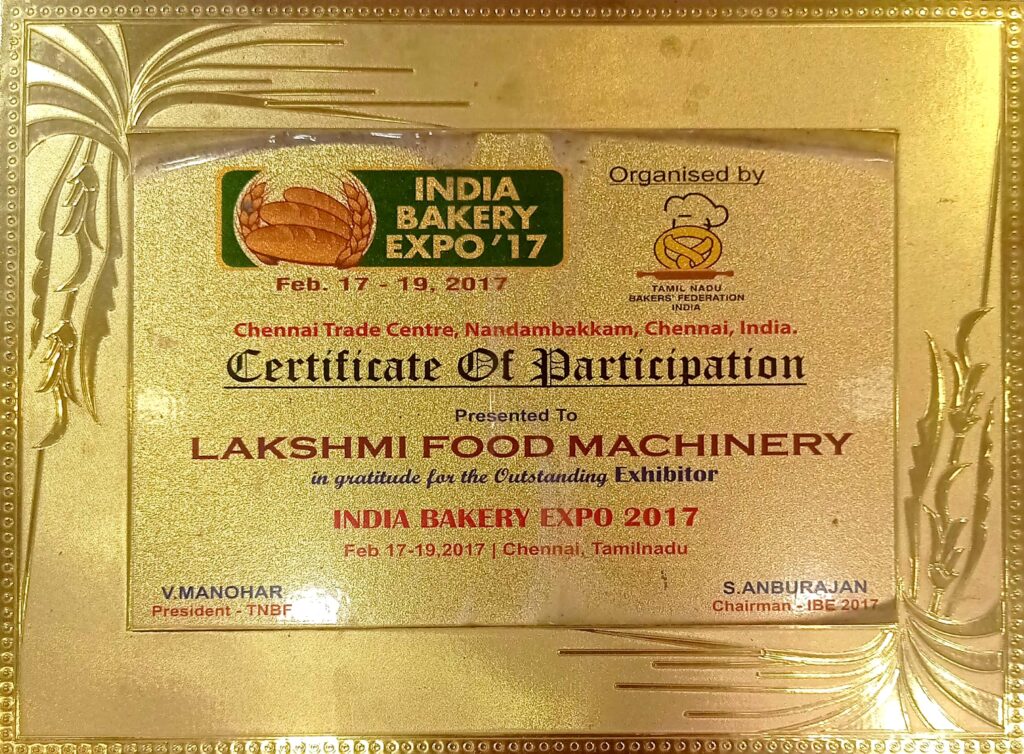 INDIA
BAKERY
EXPO '17
Feb. 17 - 19, 2017
Organised by
TAMIL NADU
BAKERS' FEDERATION
INDIA
Chennai Trade Centre, Nandambakkam, Chennai, India.
Certificate Of Participation
Presented To
LAKSHMI FOOD MACHINERY
in gratitude for the Outstanding Exhibitor
INDIA BAKERY EXPO 2017
Feb 17-19,2017 | Chennai, Tamilnadu
V.MANOHAR
President - TNBF
S.ANBURAJAN
Chairman - IBE 2017